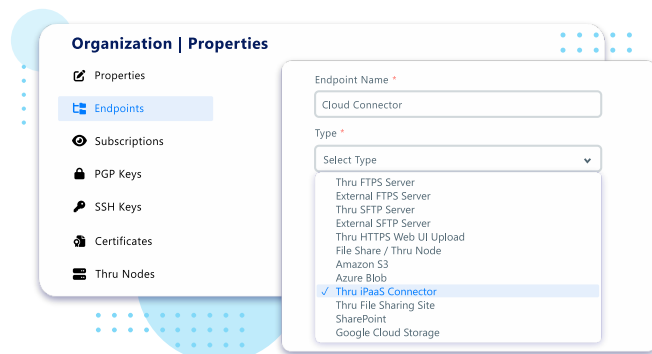 Organization | Properties
Properties
Endpoints
Subscriptions
PGP Keys
SSH Keys
Certificates
Thru Nodes
Endpoint Name *
Cloud Connector
Type *
Select Type
Thru FTPS Server
External FTPS Server
Thru SFTP Server
External SFTP Server
Thru HTTPS Web UI Upload
File Share / Thru Node
Amazon S3
Azure Blob
✓ Thru iPaaS Connector
Thru File Sharing Site
SharePoint
Google Cloud Storage